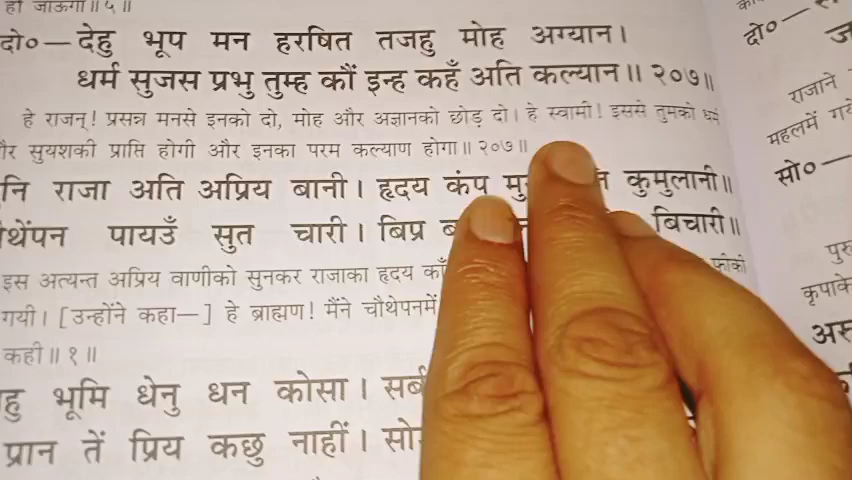 हो जाऊँगा॥५॥
दो०— देहु भूप मन हरषित तजहु मोह अग्यान।
धर्म सुजस प्रभु तुम्ह कौं इन्ह कहँ अति कल्यान॥ २०७॥
हे राजन्! प्रसन्न मनसे इनको दो, मोह और अज्ञानको छोड़ दो। हे स्वामी! इससे तुमको धर्म
सुयशकी प्राप्ति होगी और इनका परम कल्याण होगा॥ २०७॥
राजा अति अप्रिय बानी। हृदय कंप कुमुलानी॥
पायउँ सुत चारी। बिप्र बिचारी॥
इस अत्यन्त अप्रिय वाणीको सुनकर राजाका हृदय फीकी
गयी। [उन्होंने कहा—] हे ब्राह्मण! मैंने चौथेपनमें
कही॥ १॥
भूमि धेनु धन कोसा।
प्रान तें प्रिय कछु नाहीं।
दो०—
राजाने
महलमें
सो०—
कृपाके